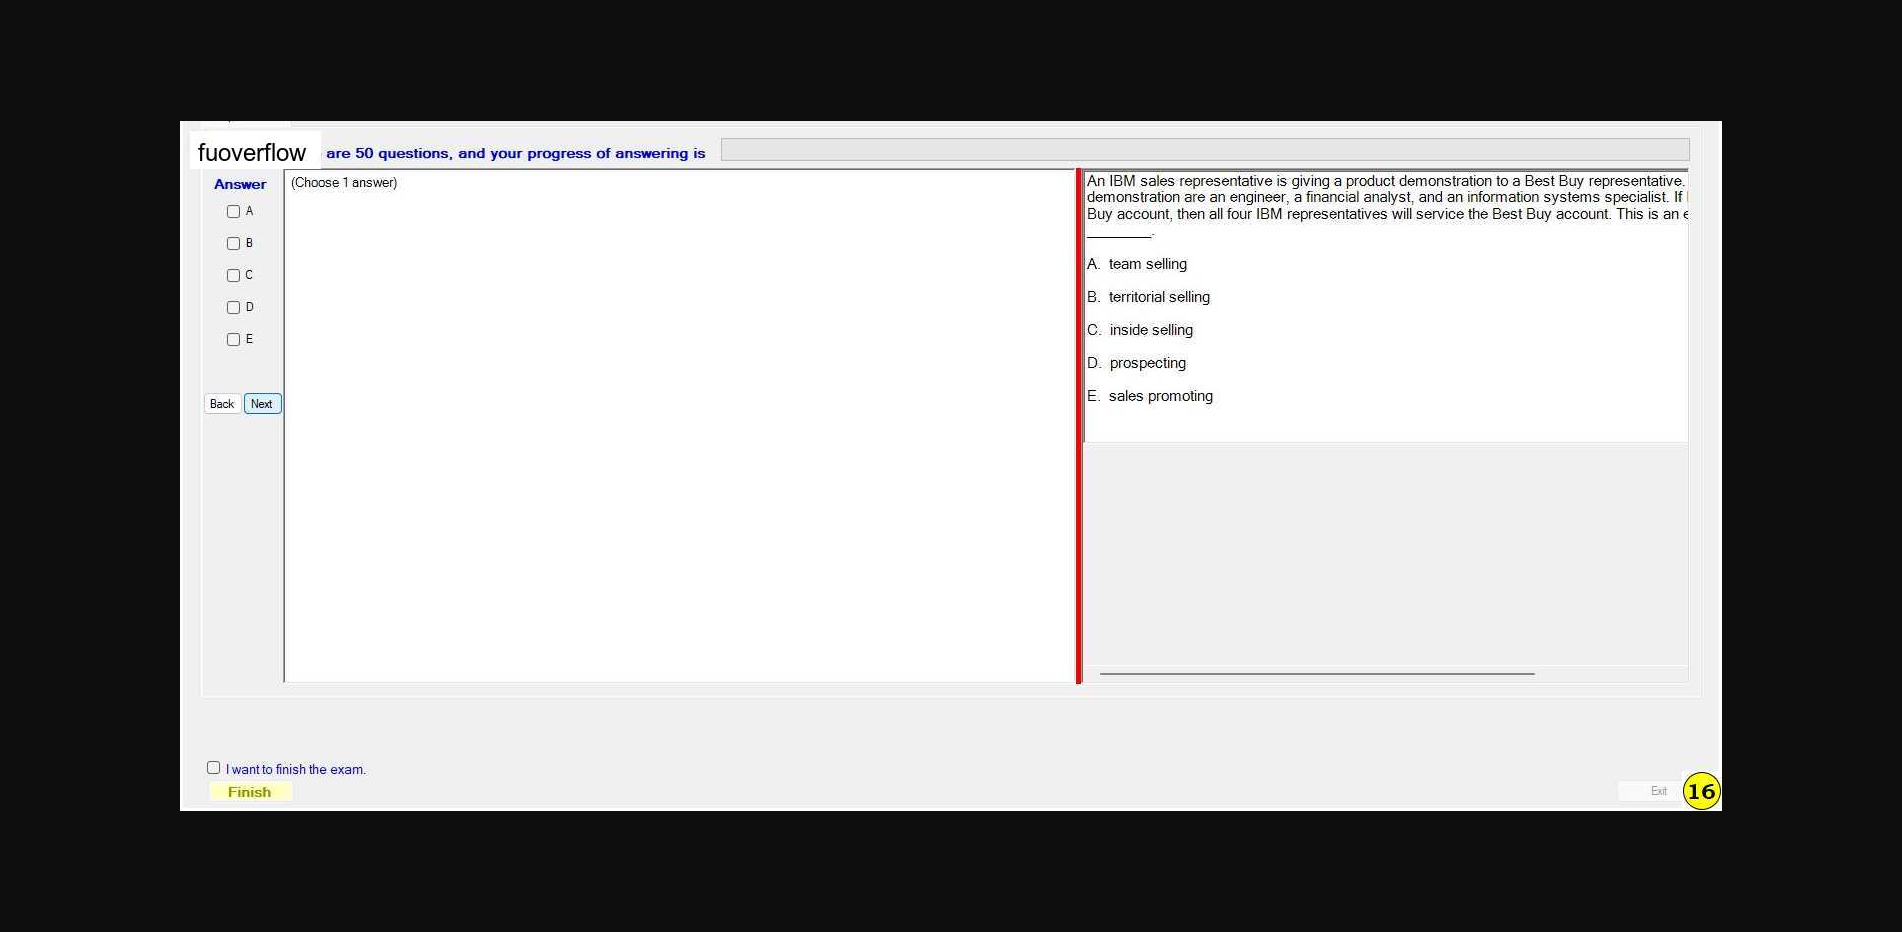 fuoverflow are 50 questions, and your progress of answering is
Answer
(Choose 1 answer)
A
B
C
D
E
Back Next
An IBM sales representative is giving a product demonstration to a Best Buy representative.
demonstration are an engineer, a financial analyst, and an information systems specialist. If
Buy account, then all four IBM representatives will service the Best Buy account. This is an
________.
A. team selling
B. territorial selling
C. inside selling
D. prospecting
E. sales promoting
I want to finish the exam.
Finish
Exit
16